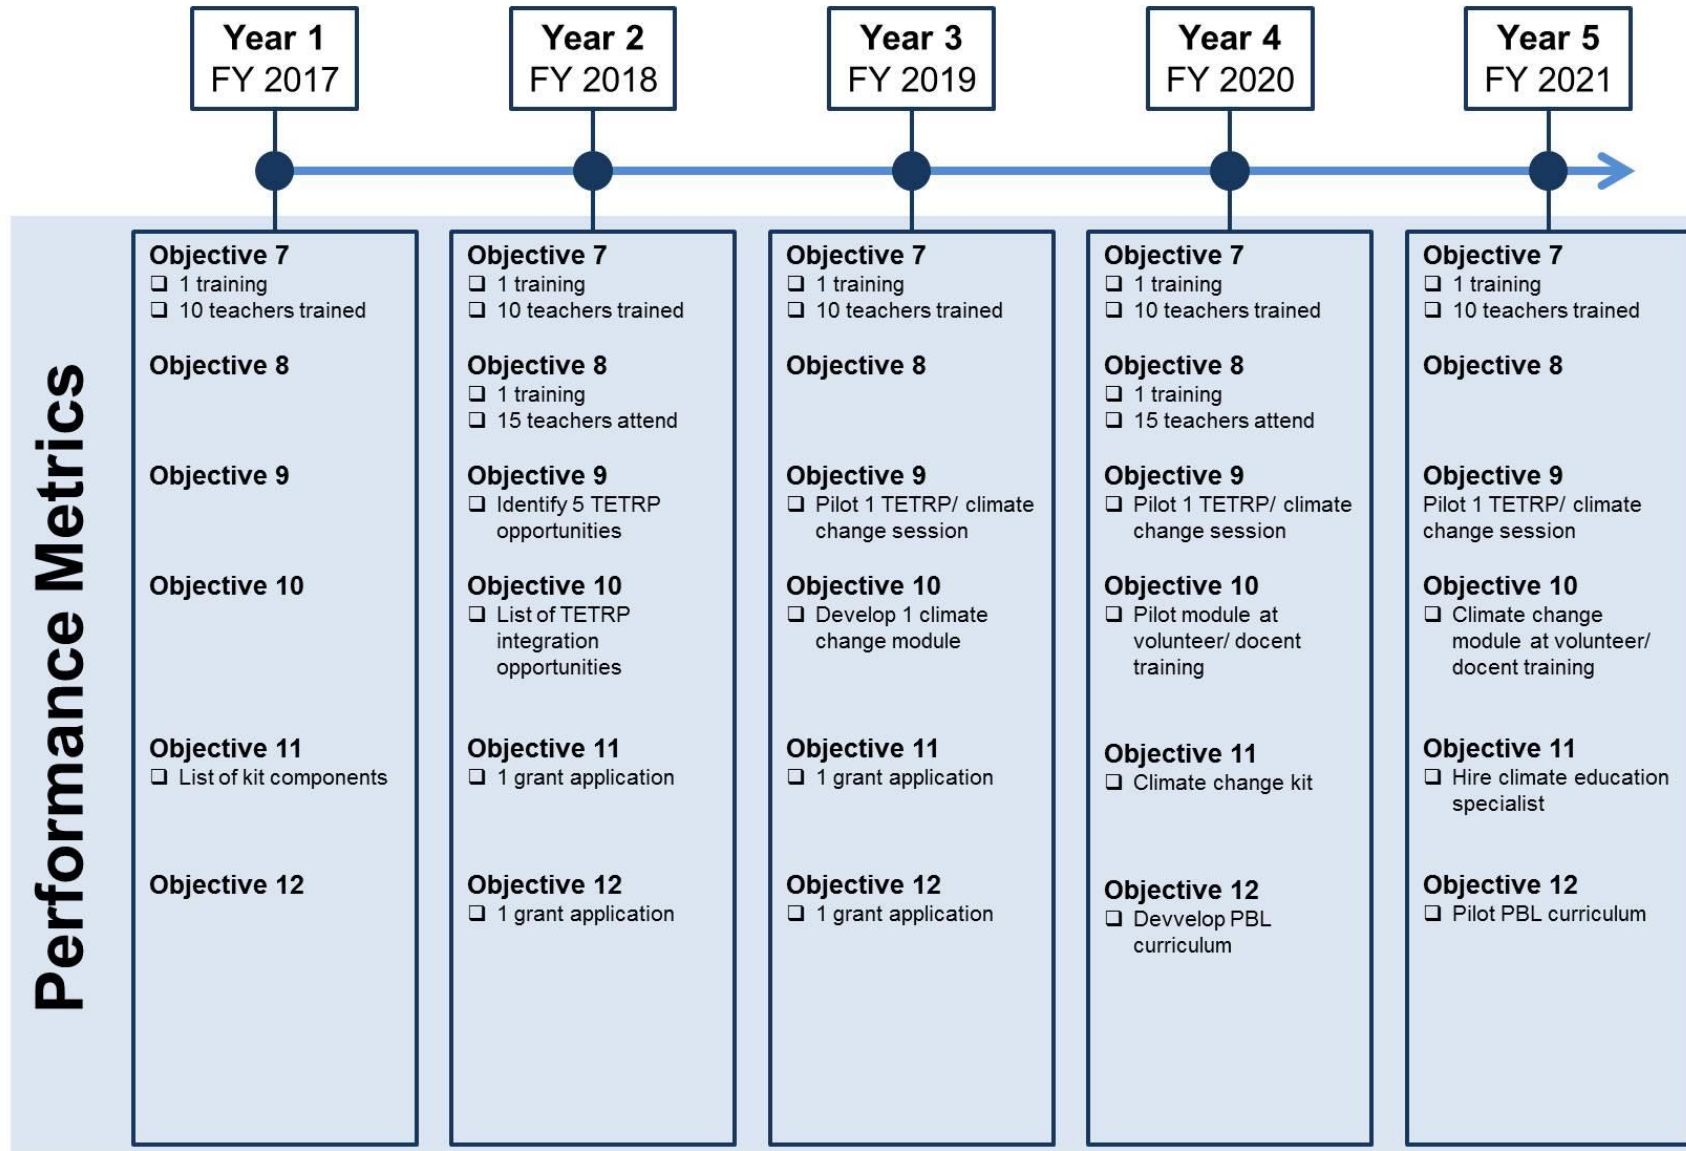 Year 1
FY 2017
Year 2
FY 2018
Year 3
FY 2019
Year 4
FY 2020
Year 5
FY 2021
Performance Metrics
Objective 7
❑ 1 training
❑ 10 teachers trained
Objective 8
Objective 9
Objective 10
Objective 11
❑ List of kit components
Objective 12
Objective 7
❑ 1 training
❑ 10 teachers trained
Objective 8
❑ 1 training
❑ 15 teachers attend
Objective 9
❑ Identify 5 TETRP
opportunities
Objective 10
❑ List of TETRP
integration
opportunities
Objective 11
❑ 1 grant application
Objective 12
❑ 1 grant application
Objective 7
❑ 1 training
❑ 10 teachers trained
Objective 8
Objective 9
❑ Pilot 1 TETRP/ climate
change session
Objective 10
❑ Develop 1 climate
change module
Objective 11
❑ 1 grant application
Objective 12
❑ 1 grant application
Objective 7
❑ 1 training
❑ 10 teachers trained
Objective 8
❑ 1 training
❑ 15 teachers attend
Objective 9
❑ Pilot 1 TETRP/ climate
change session
Objective 10
❑ Pilot module at
volunteer/ docent
training
Objective 11
❑ Climate change kit
Objective 12
❑ Devvelop PBL
curriculum
Objective 7
❑ 1 training
❑ 10 teachers trained
Objective 8
Objective 9
Pilot 1 TETRP/ climate
change session
Objective 10
❑ Climate change
module at volunteer/
docent training
Objective 11
❑ Hire climate education
specialist
Objective 12
❑ Pilot PBL curriculum